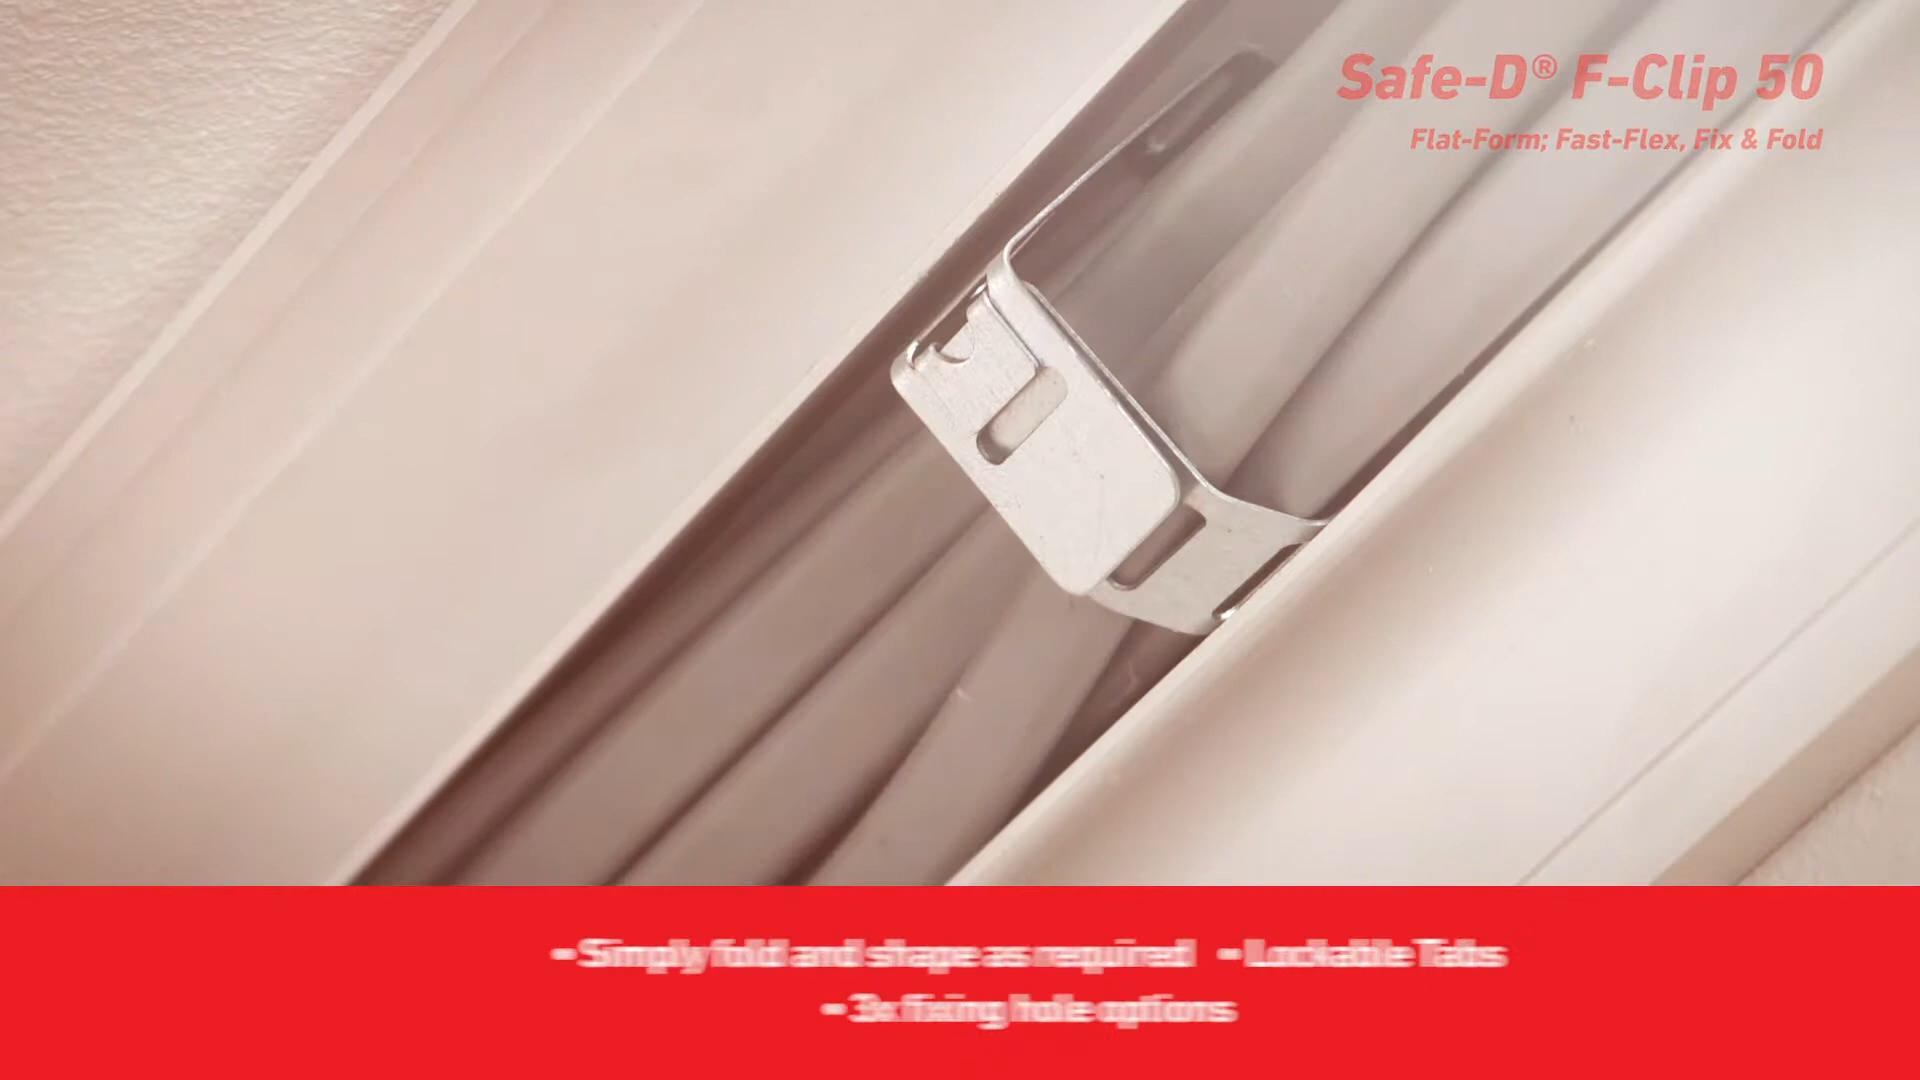 Safe-D® F-Clip 50
Flat-Form; Fast-Flex, Fix & Fold
• Simply fold and shape as required • Lockable Tabs
• 3x fixing hole options